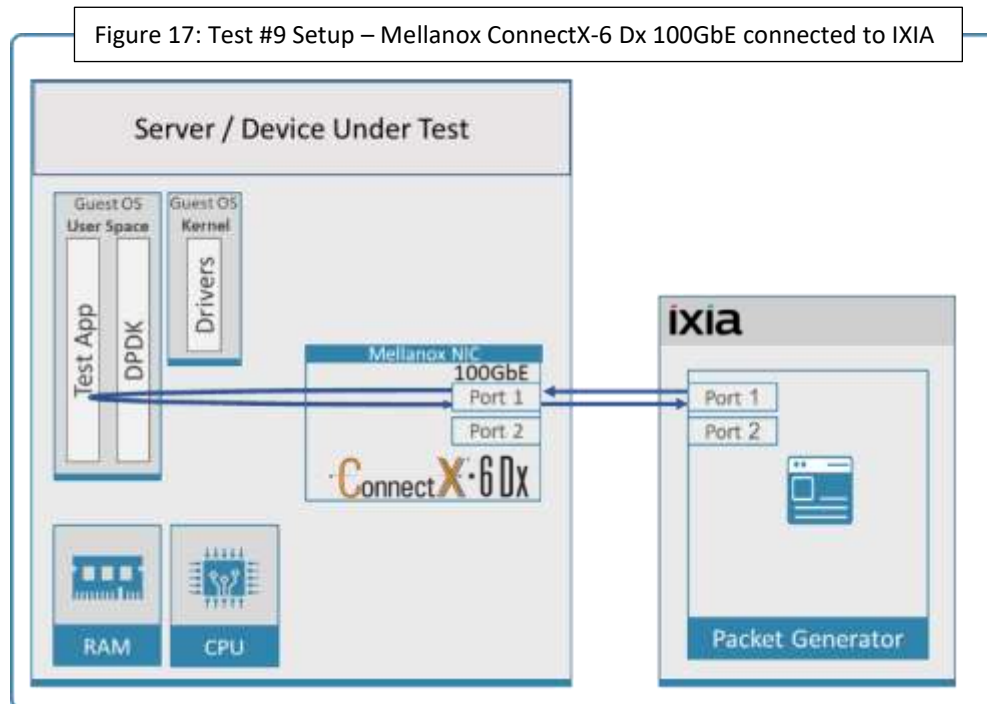 Figure 17: Test #9 Setup – Mellanox ConnectX-6 Dx 100GbE connected to IXIA
Server / Device Under Test
Guest OS
User Space
Test App
DPDK
Guest OS
Kernel
Drivers
Mellanox NIC
100GbE
Port 1
Port 2
ConnectX·6 Dx
RAM
CPU
ixia
Port 1
Port 2
Packet Generator